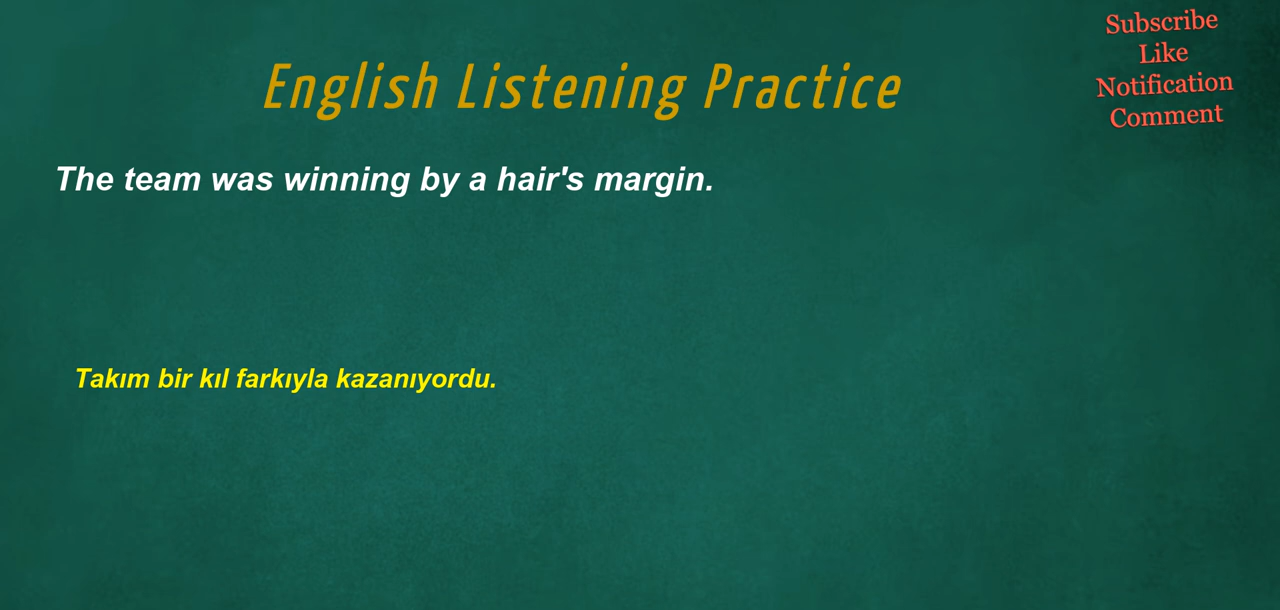 English Listening Practice
Subscribe
Like
Notification
Comment
The team was winning by a hair's margin.
Takım bir kıl farkıyla kazanıyordu.